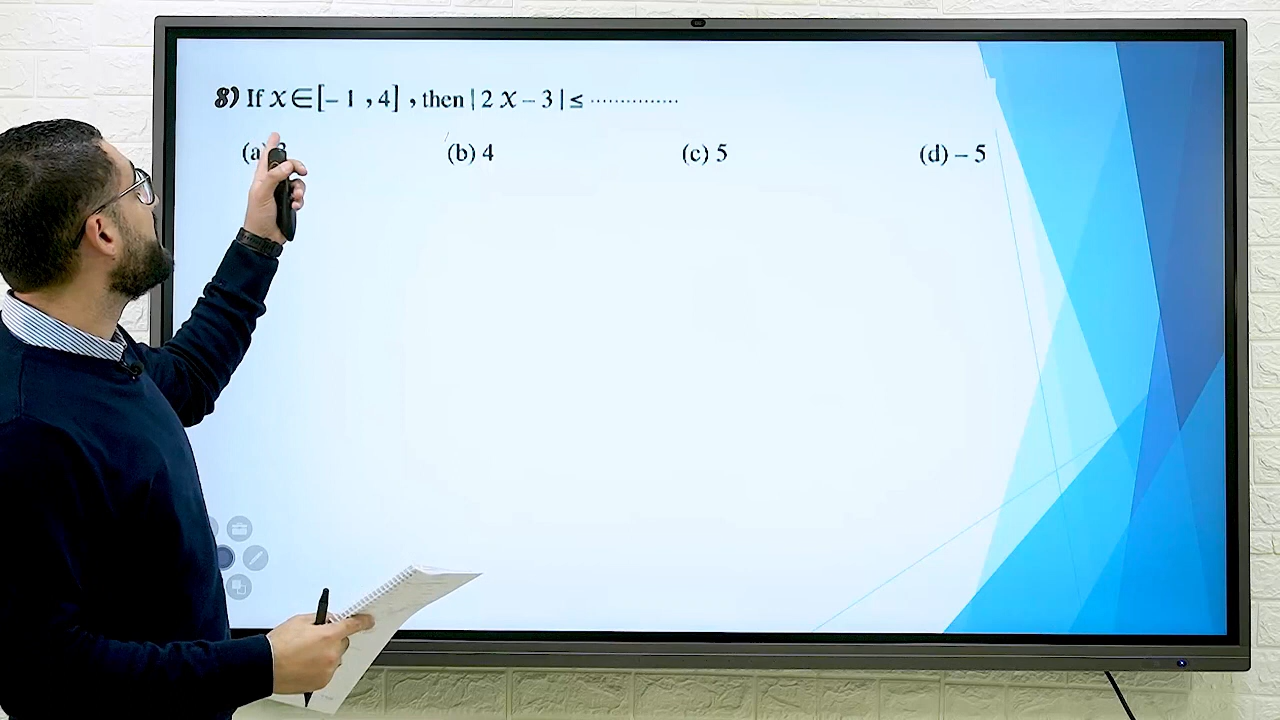 8) If x ∈ [– 1 , 4] , then | 2 x – 3 | ≤ ...............
(a) (b) 4 (c) 5 (d) – 5